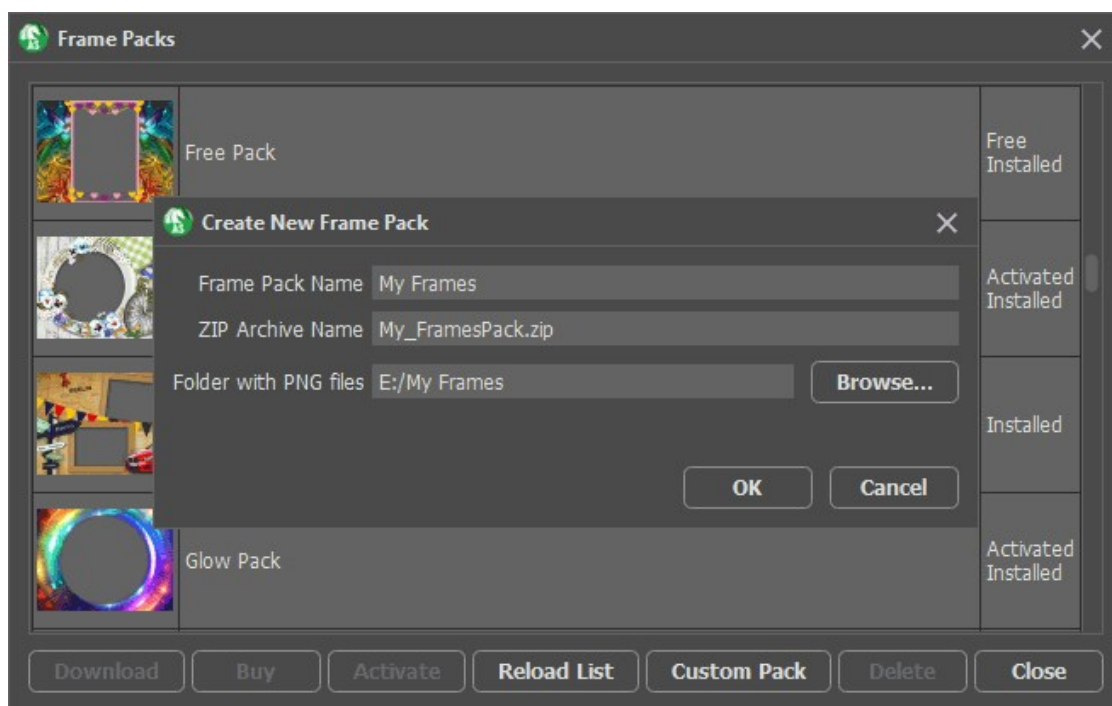 Frame Packs
Free Pack
Free
Installed
Create New Frame Pack
Frame Pack Name My Frames
Activated
Installed
ZIP Archive Name My_FramesPack.zip
Folder with PNG files E:/My Frames Browse...
Installed
OK Cancel
Glow Pack
Activated
Installed
Download Buy Activate Reload List Custom Pack Delete Close